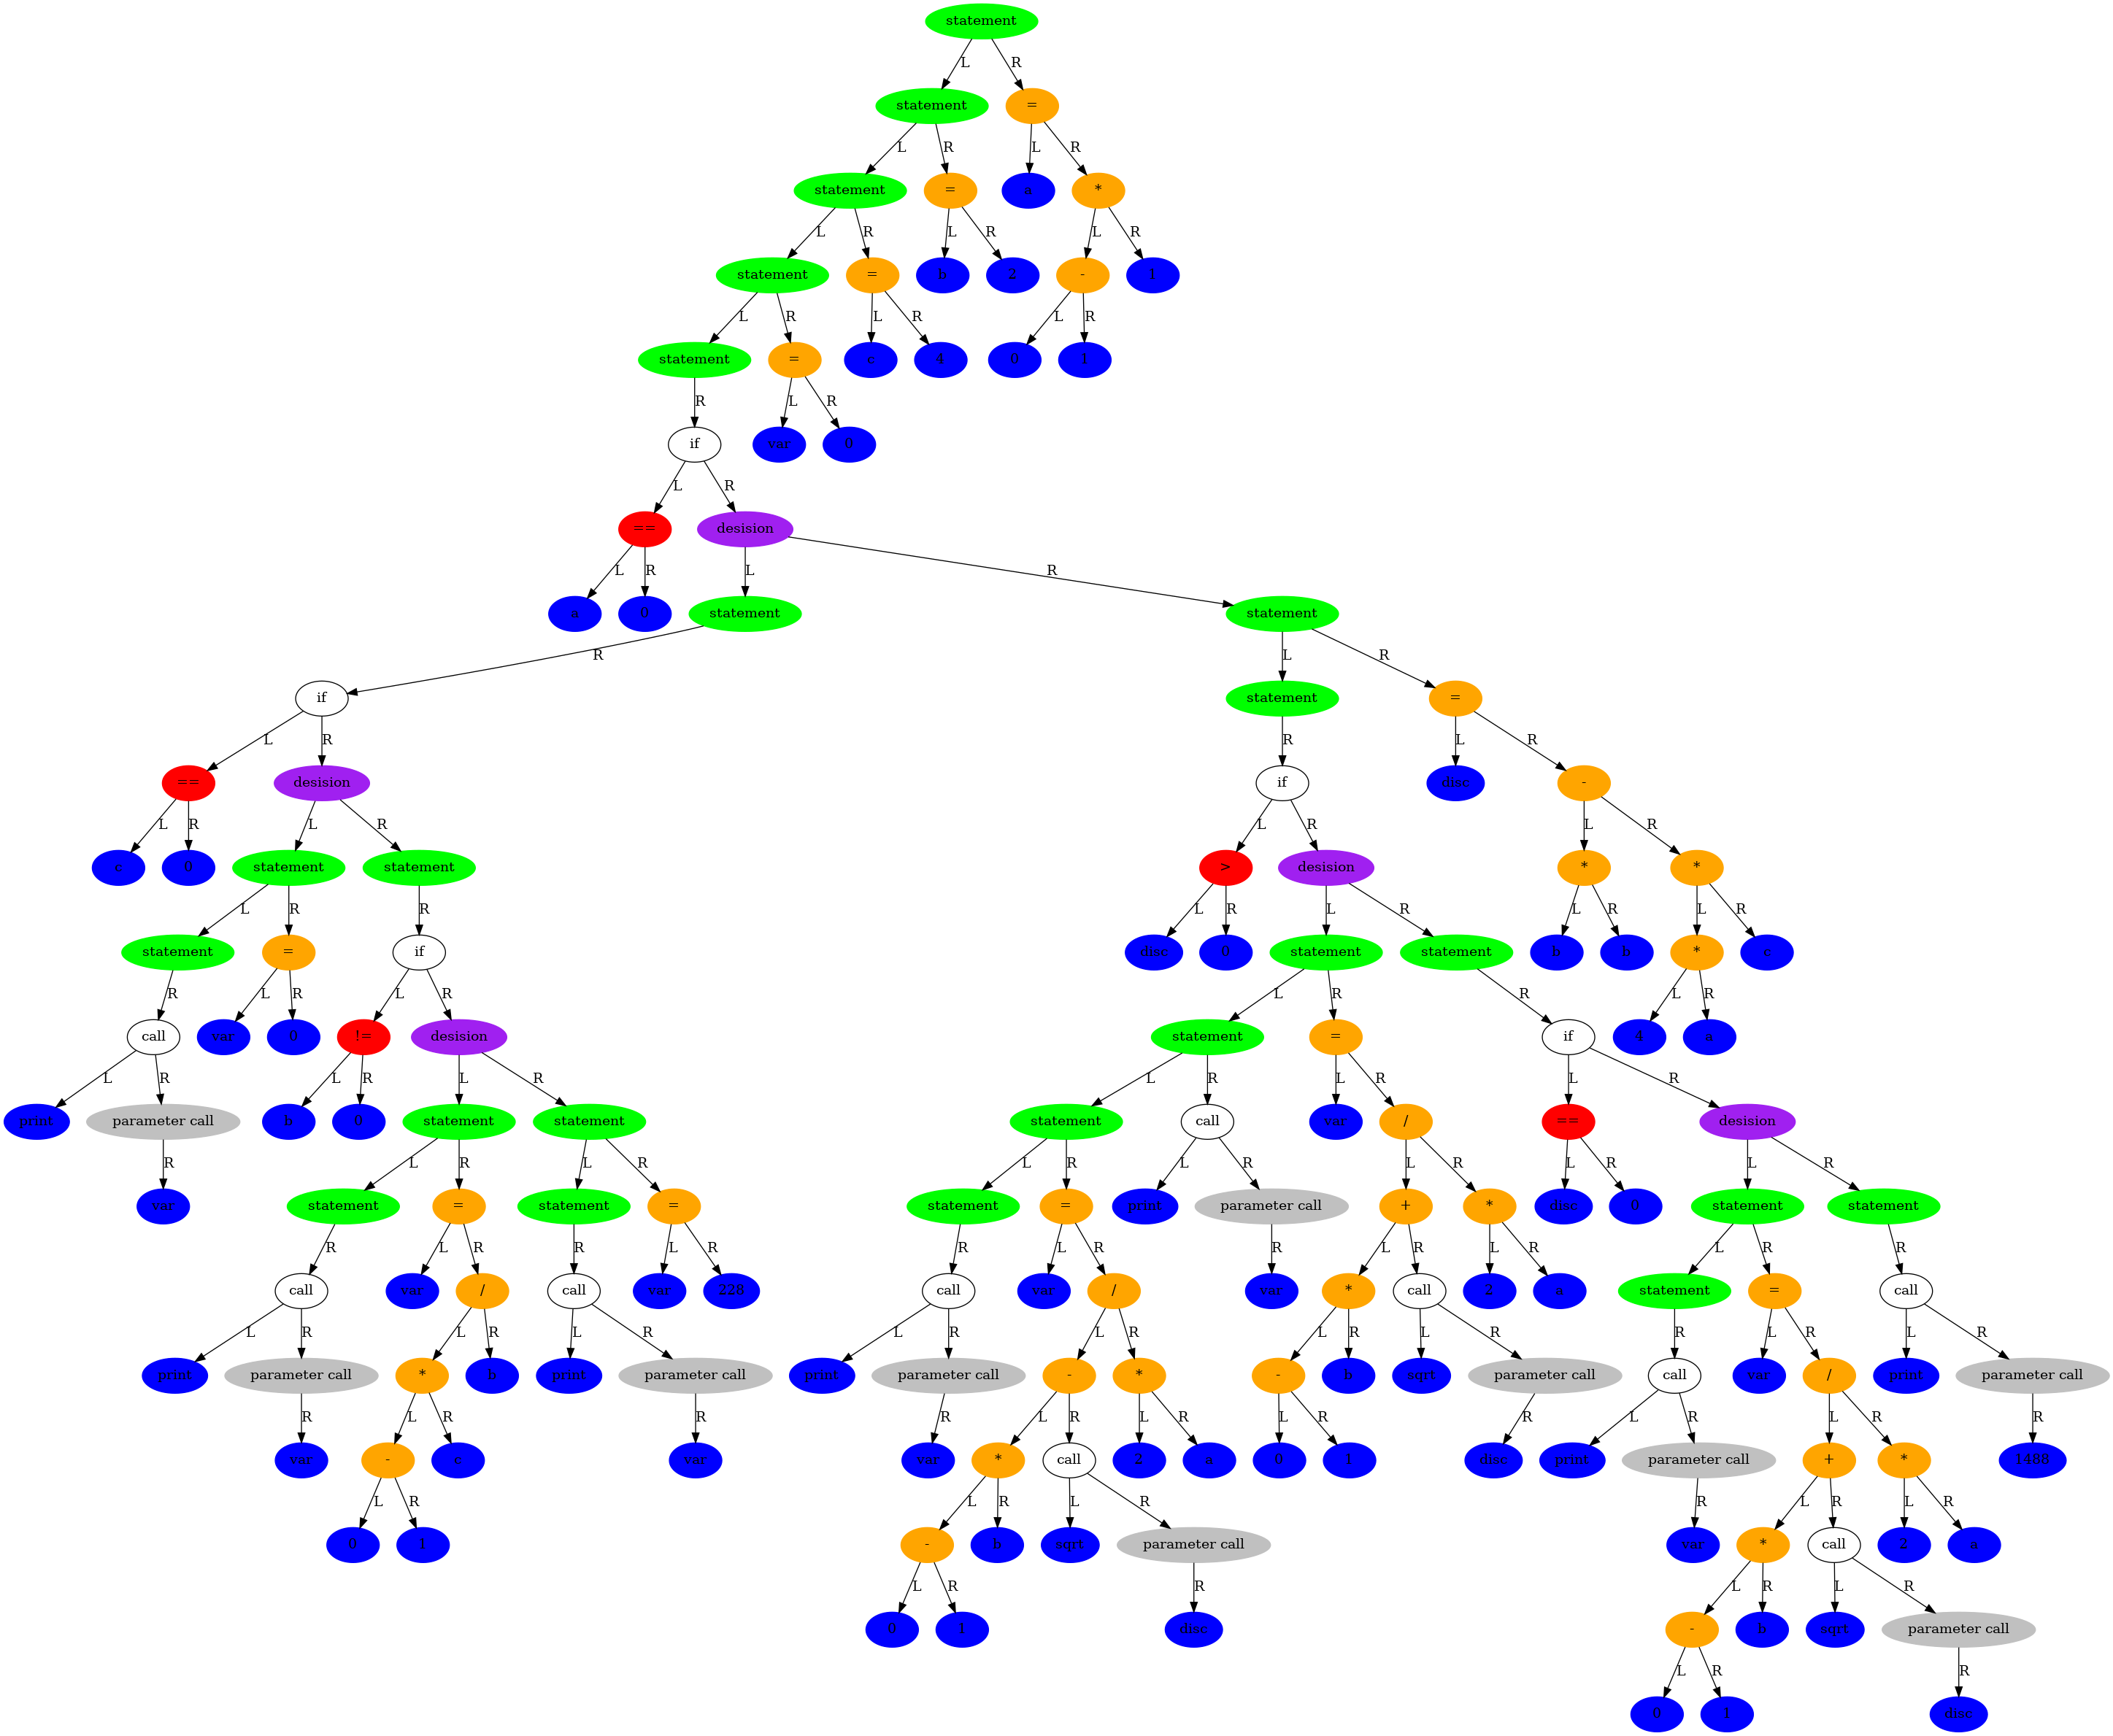 statement
L R
statement =
L R L R
statement = a *
L R L R L R
statement = b 2 - 1
L R L R L R
statement = c 4 0 1
R L R
if var 0
L R
== desision
L R L R
a 0 statement statement
R L R
if statement =
L R R L R
== desision if disc -
L R L R L R L R
c 0 statement statement > desision * *
L R R L R L R L R L R
statement = if disc 0 statement statement b b * c
R L R L R L R R L R
call var 0 != desision statement = if 4 a
L R L R L R L R L R L R
print parameter call b 0 statement statement statement call var / == desision
R L R L R L R L R L R L R L R
var statement = statement = statement = print parameter call + * disc 0 statement statement
R L R R L R R L R R L R L R L R R
call var / call var 228 call var / var * call 2 a statement = call
L R L R L R L R L R L R L R R L R L R
print parameter call * b print parameter call print parameter call - * - b sqrt parameter call call var / print parameter call
R L R R R L R L R L R R L R L R R
var - c var var * call 2 a 0 1 disc print parameter call + * 1488
L R L R L R R L R L R
0 1 - b sqrt parameter call var * call 2 a
L R R L R L R
0 1 disc - b sqrt parameter call
L R R
0 1 disc